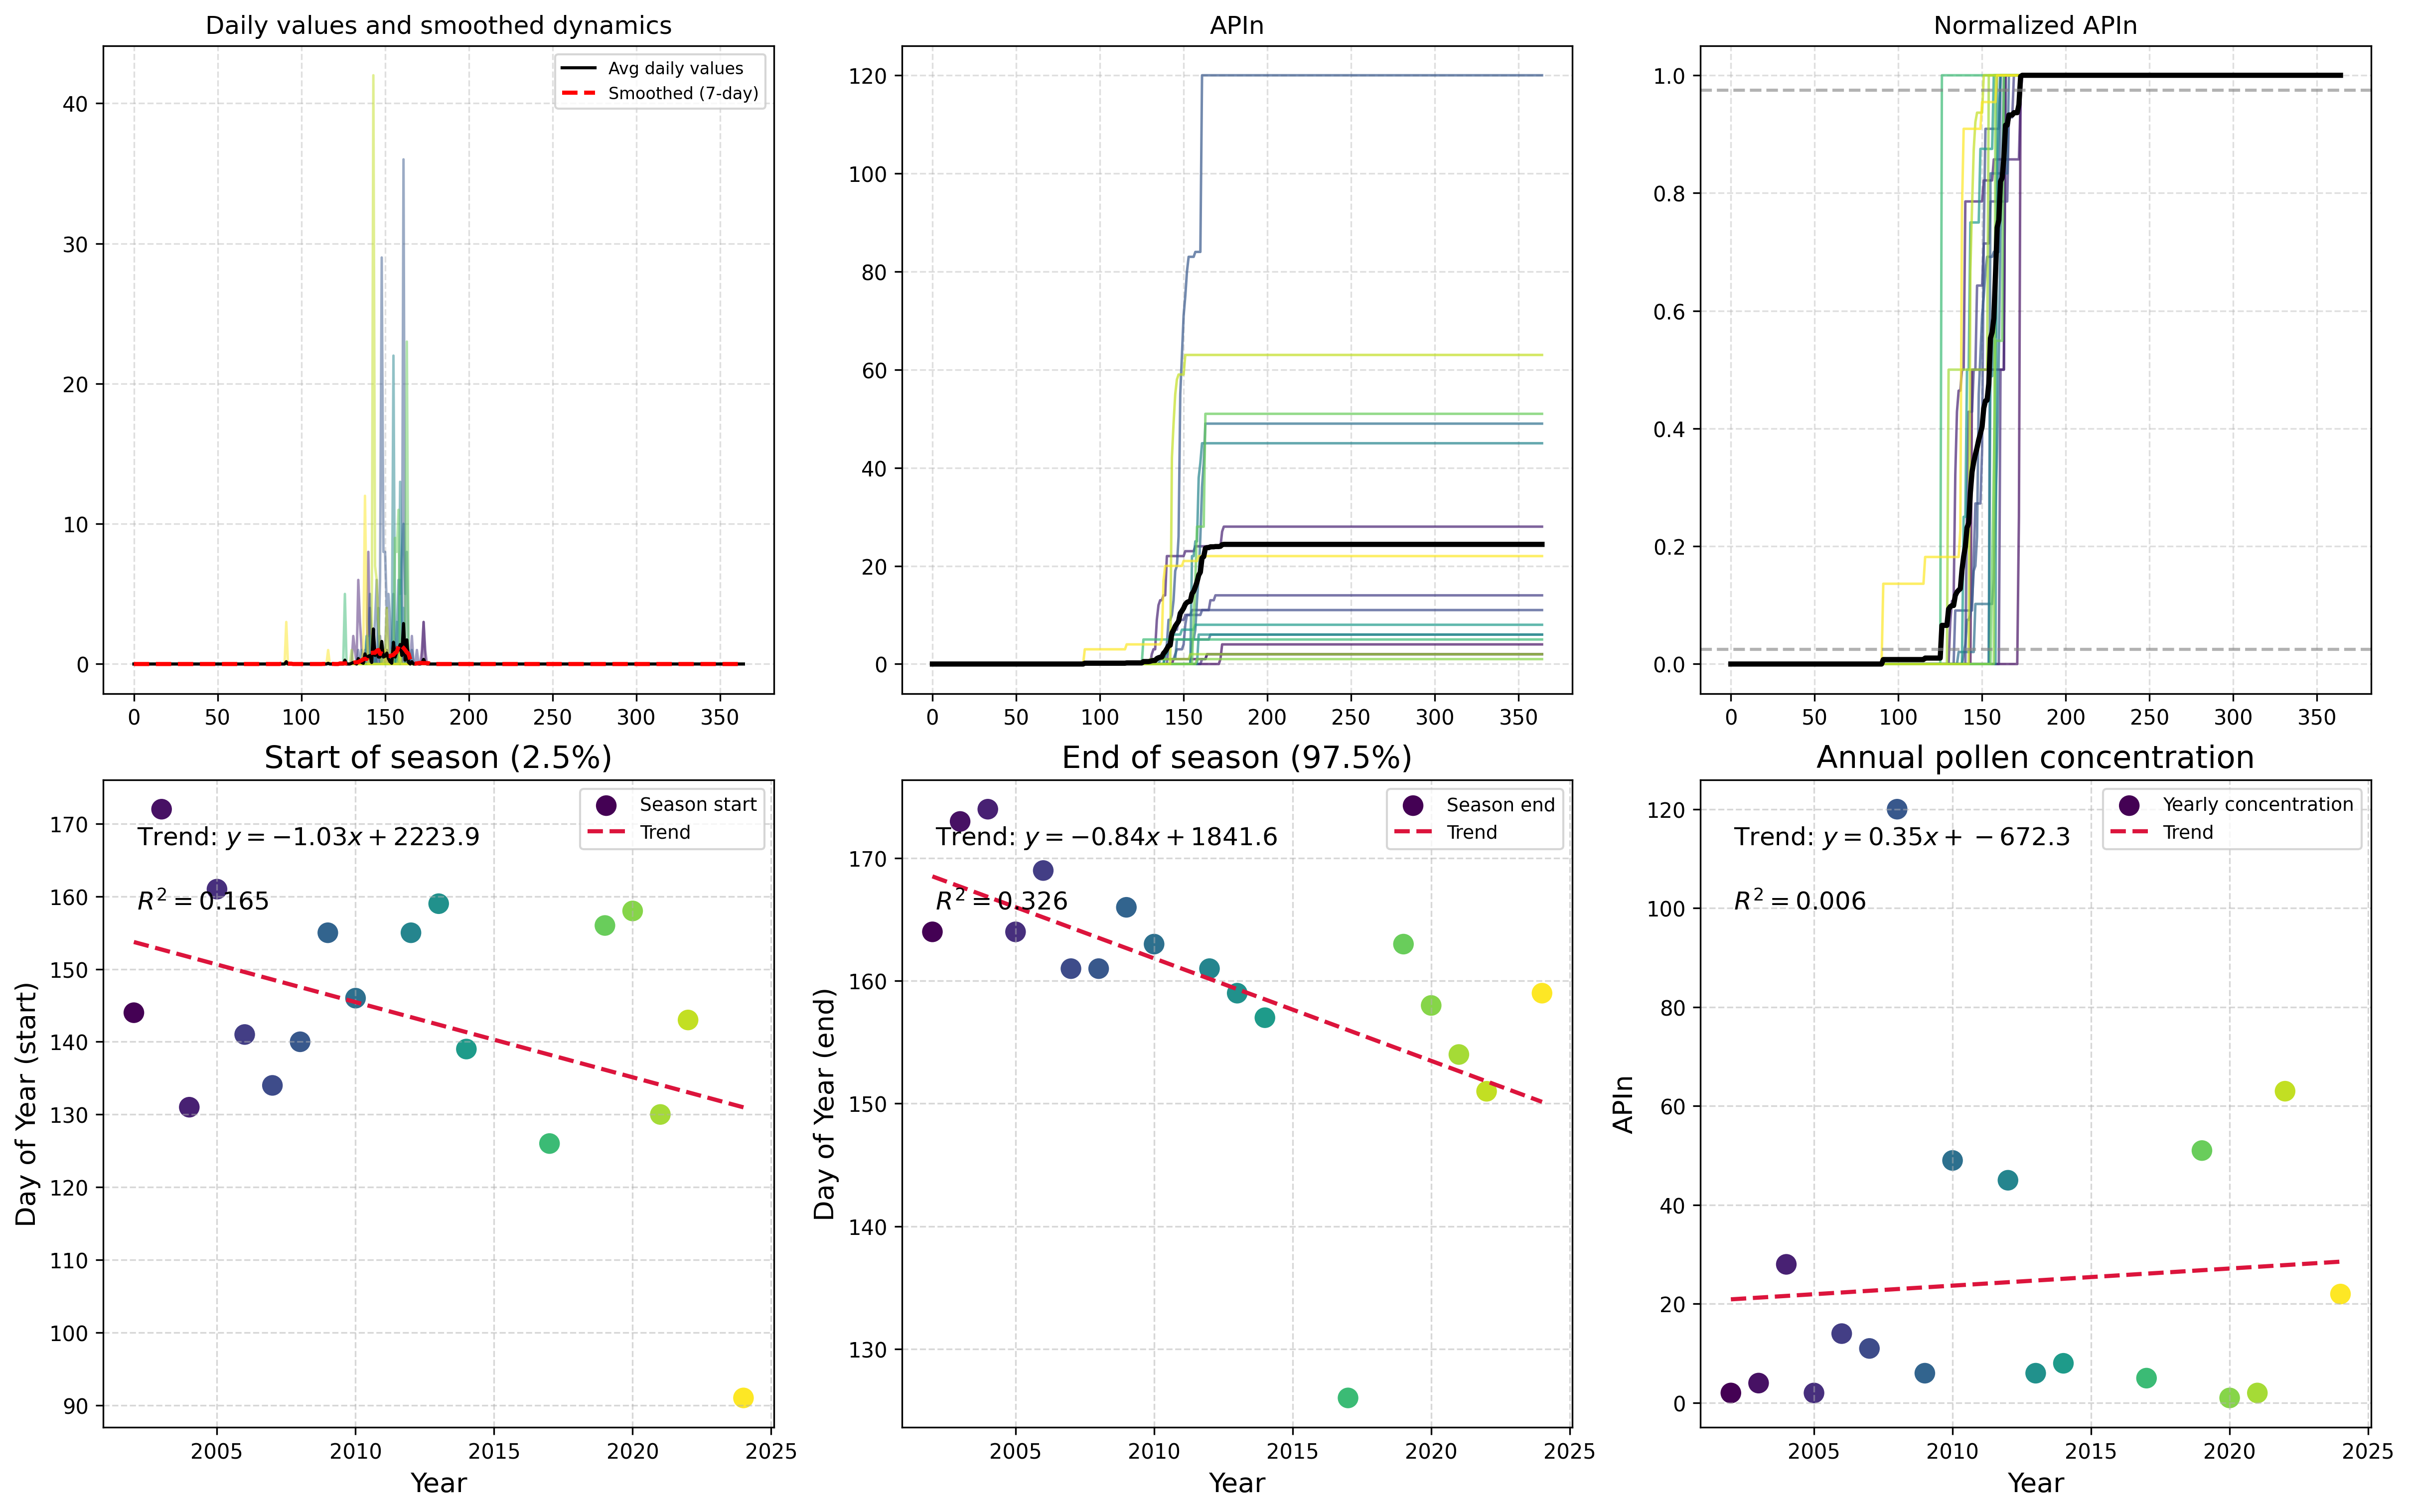 Daily values and smoothed dynamics
Avg daily values
Smoothed (7-day)
40
30
20
10
0
0 50 100 150 200 250 300 350
APIn
120
100
80
60
40
20
0
0 50 100 150 200 250 300 350
Normalized APIn
1.0
0.8
0.6
0.4
0.2
0.0
0 50 100 150 200 250 300 350
Start of season (2.5%)
Season start
Trend
Trend: y = −1.03x + 2223.9
R² = 0.165
Day of Year (start)
170
160
150
140
130
120
110
100
90
2005 2010 2015 2020 2025
Year
End of season (97.5%)
Season end
Trend
Trend: y = −0.84x + 1841.6
R² = 0.326
Day of Year (end)
170
160
150
140
130
2005 2010 2015 2020 2025
Year
Annual pollen concentration
Yearly concentration
Trend
Trend: y = 0.35x + −672.3
R² = 0.006
APIn
120
100
80
60
40
20
0
2005 2010 2015 2020 2025
Year